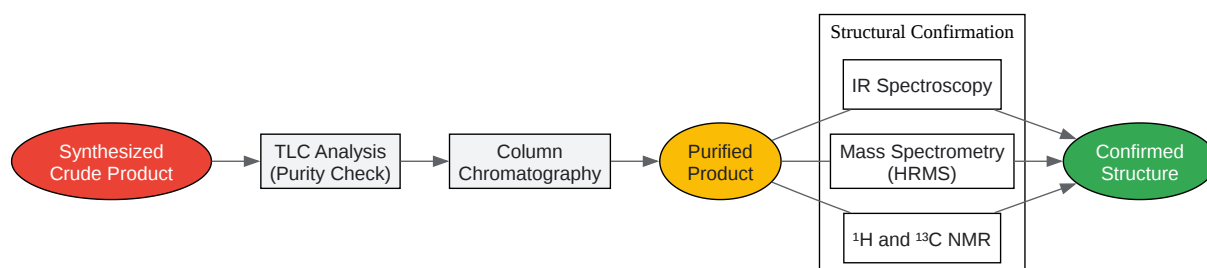 Synthesized
Crude Product
TLC Analysis
(Purity Check)
Column
Chromatography
Purified
Product
Structural Confirmation
IR Spectroscopy
Mass Spectrometry
(HRMS)
¹H and ¹³C NMR
Confirmed
Structure